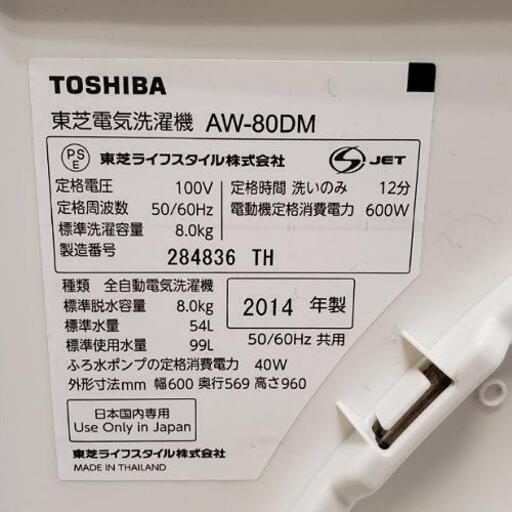 TOSHIBA
東芝電気洗濯機 AW-80DM
PS E 東芝ライフスタイル株式会社 S JET
定格電圧 100V 定格時間 洗いのみ 12分
定格周波数 50/60Hz 電動機定格消費電力 600W
標準洗濯容量 8.0kg
製造番号 284836 TH
種類 全自動電気洗濯機
標準脱水容量 8.0kg 2014 年製
標準水量 54L
標準使用水量 99L 50/60Hz 共用
ふろ水ポンプの定格消費電力 40W
外形寸法mm 幅600 奥行569 高さ960
日本国内専用
Use Only in Japan
東芝ライフスタイル株式会社
MADE IN THAILAND